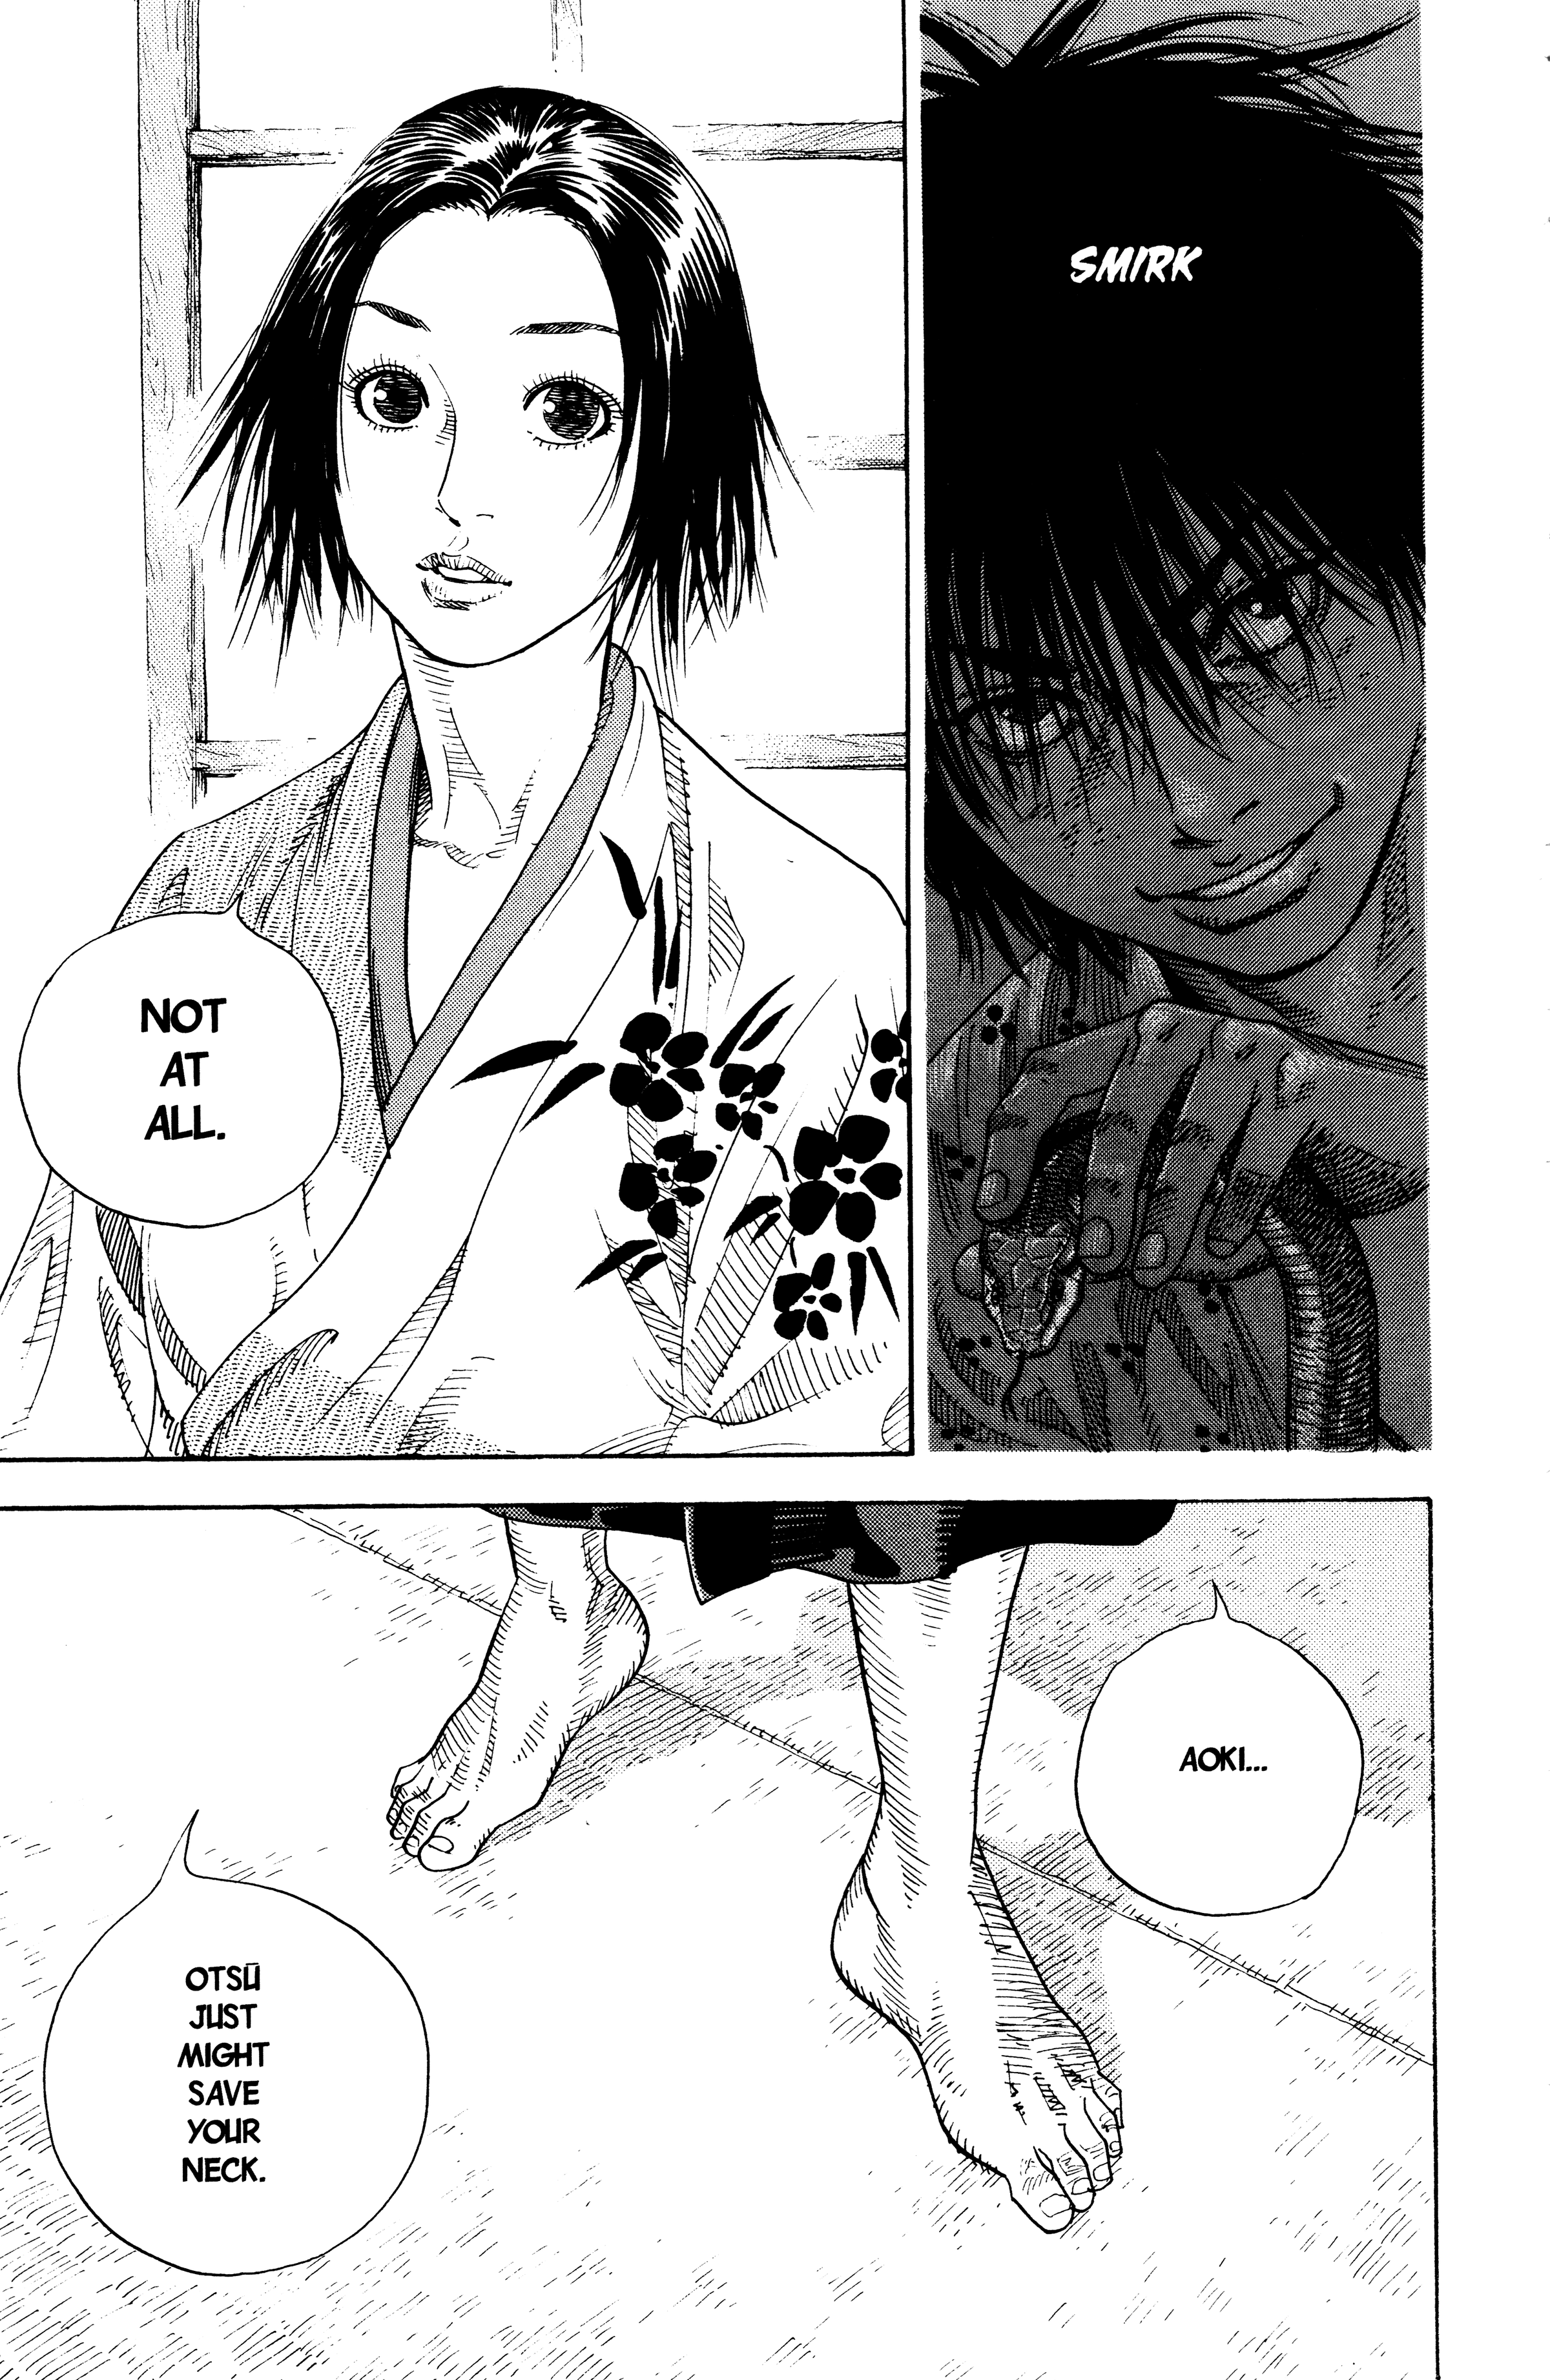 SMIRK
NOT
AT
ALL.
AOKI...
OTSŪ
JUST
MIGHT
SAVE
YOUR
NECK.